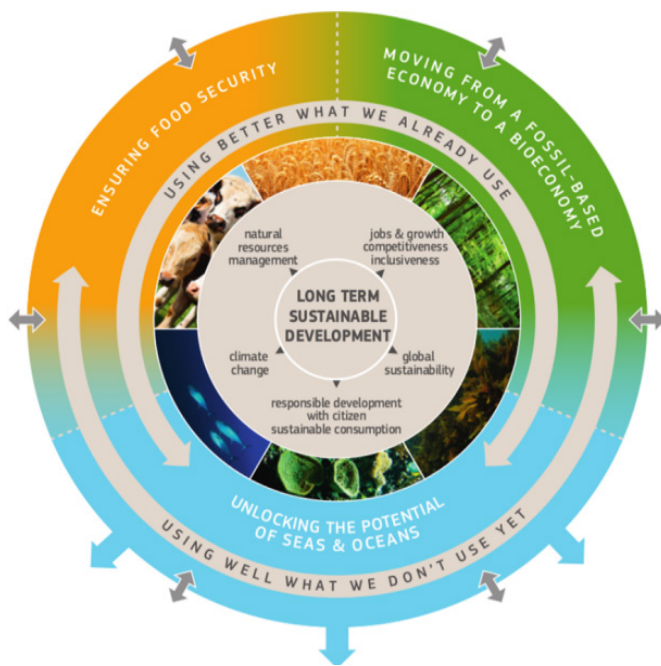 ENSURING FOOD SECURITY
MOVING FROM A FOSSIL-BASED
ECONOMY TO A BIOECONOMY
USING BETTER WHAT WE ALREADY USE
natural
resources
management
jobs & growth
competitiveness
inclusiveness
LONG TERM
SUSTAINABLE
DEVELOPMENT
climate
change
global
sustainability
responsible development
with citizen
sustainable consumption
UNLOCKING THE POTENTIAL
OF SEAS & OCEANS
USING WELL WHAT WE DON'T USE YET